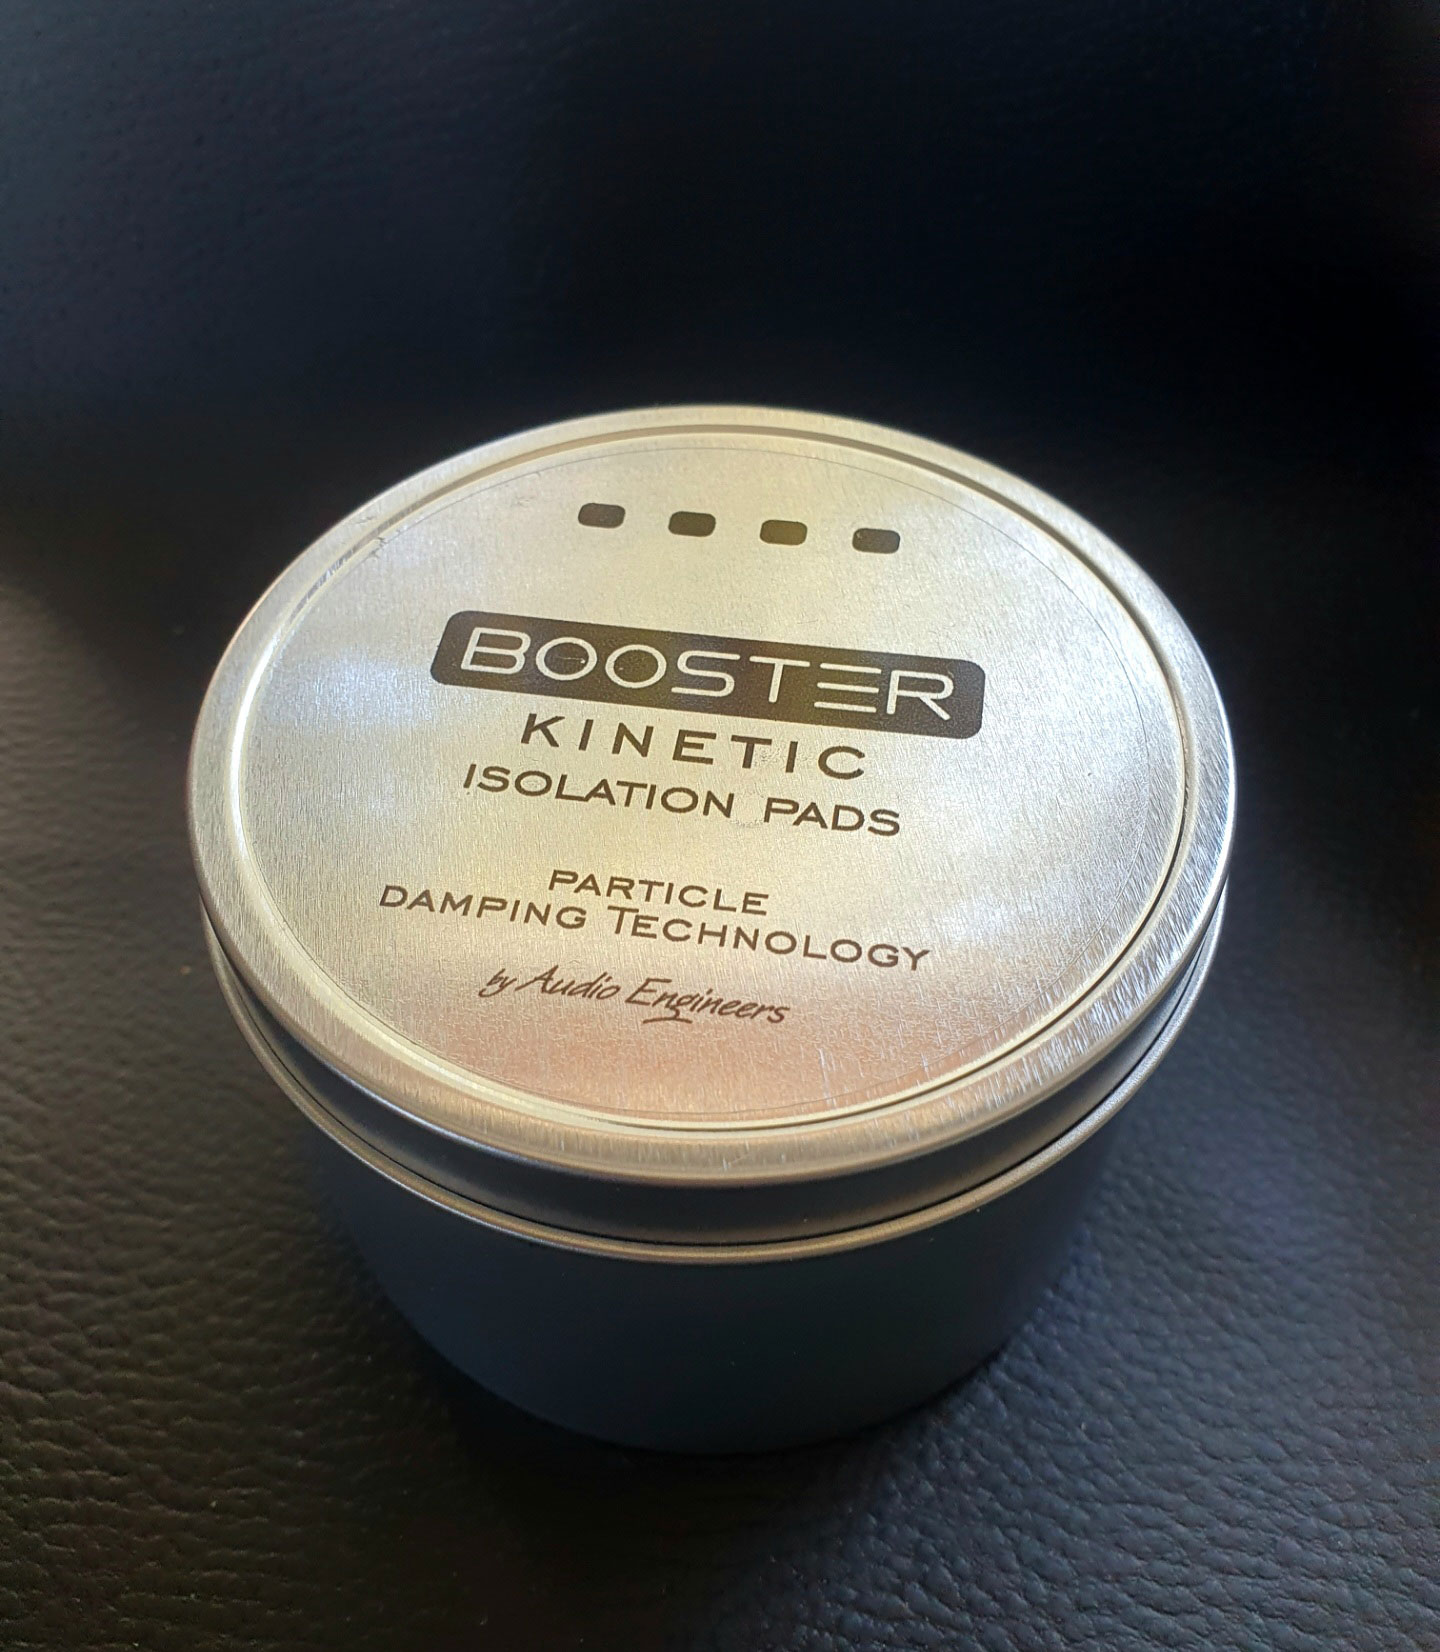 BOOSTER
KINETIC
ISOLATION PADS
PARTICLE
DAMPING TECHNOLOGY
by Audio Engineers